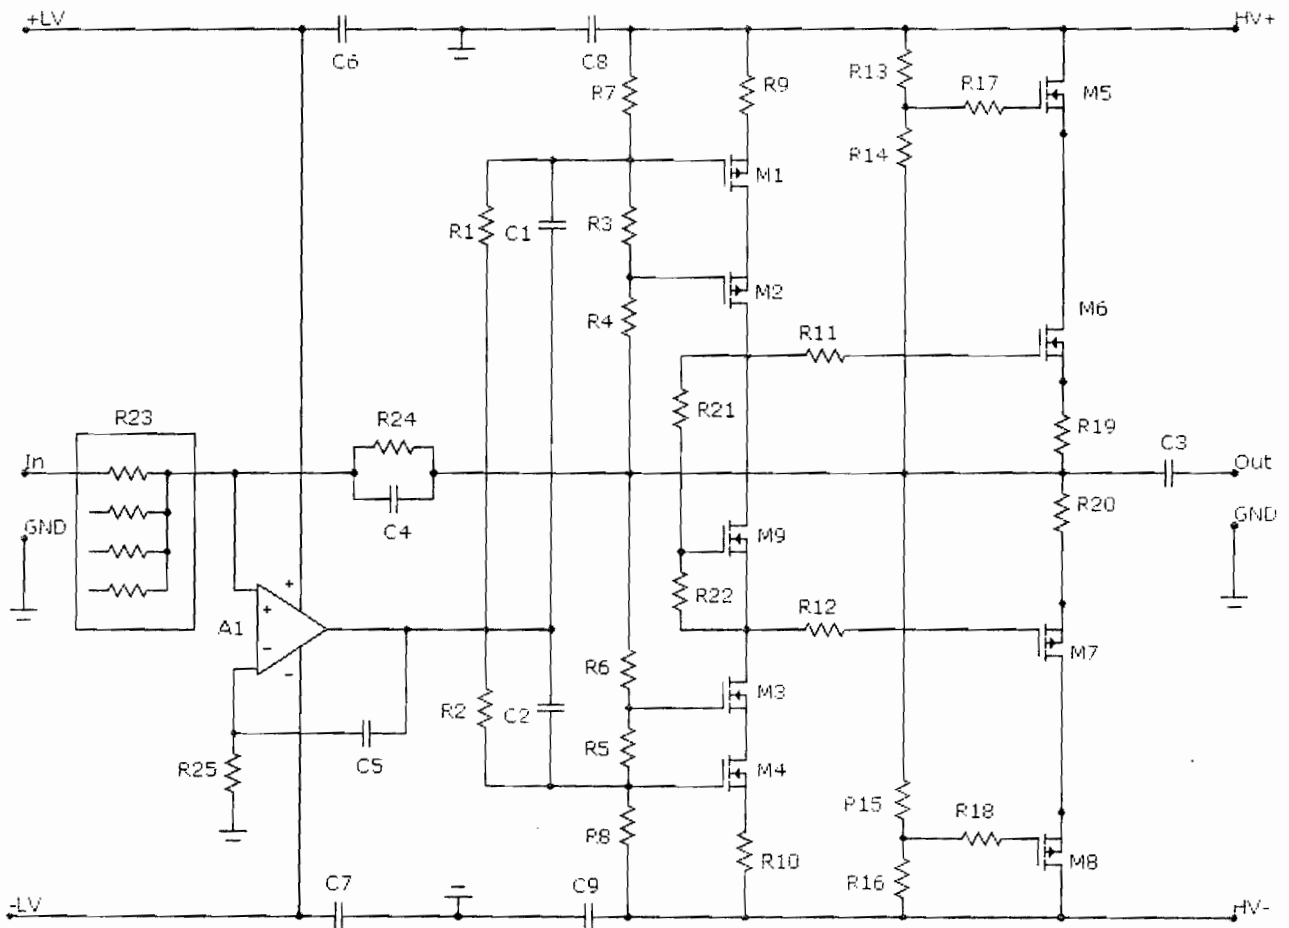 +LV
HV+
C6
C8
R7
R9
R13
R17
M5
R14
M1
R1
C1
R3
M2
R4
M6
R11
R21
R23
R24
R19
C3
In
Out
R20
GND
C4
GND
M9
R22
R12
+
A1
+
-
-
M7
R6
M3
R2
C2
R5
C5
R25
M4
R15
R18
R8
R10
R16
M8
C7
C9
-LV
HV-